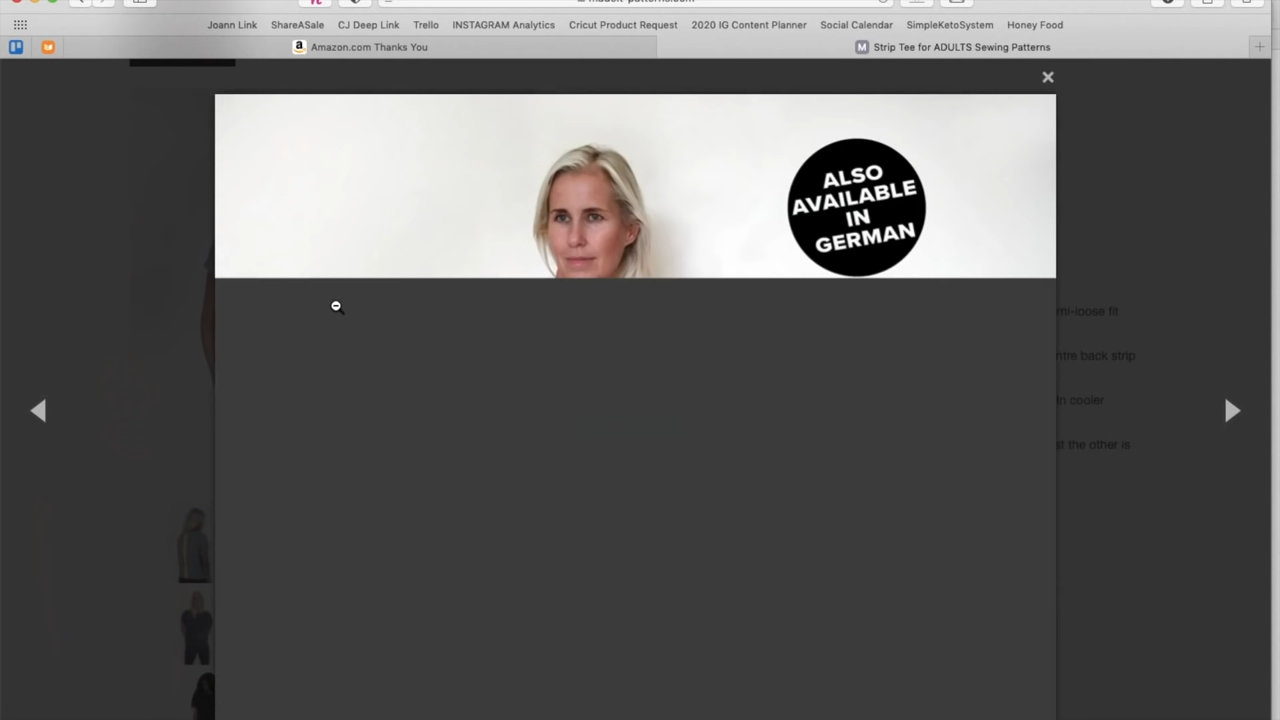 Joann Link ShareASale CJ Deep Link Trello INSTAGRAM Analytics Cricut Product Request 2020 IG Content Planner Social Calendar SimpleKetoSystem Honey Food
Amazon.com Thanks You
M Strip Tee for ADULTS Sewing Patterns
ALSO
AVAILABLE
IN
GERMAN
mi-loose fit
ntre back strip
in cooler
at the other is